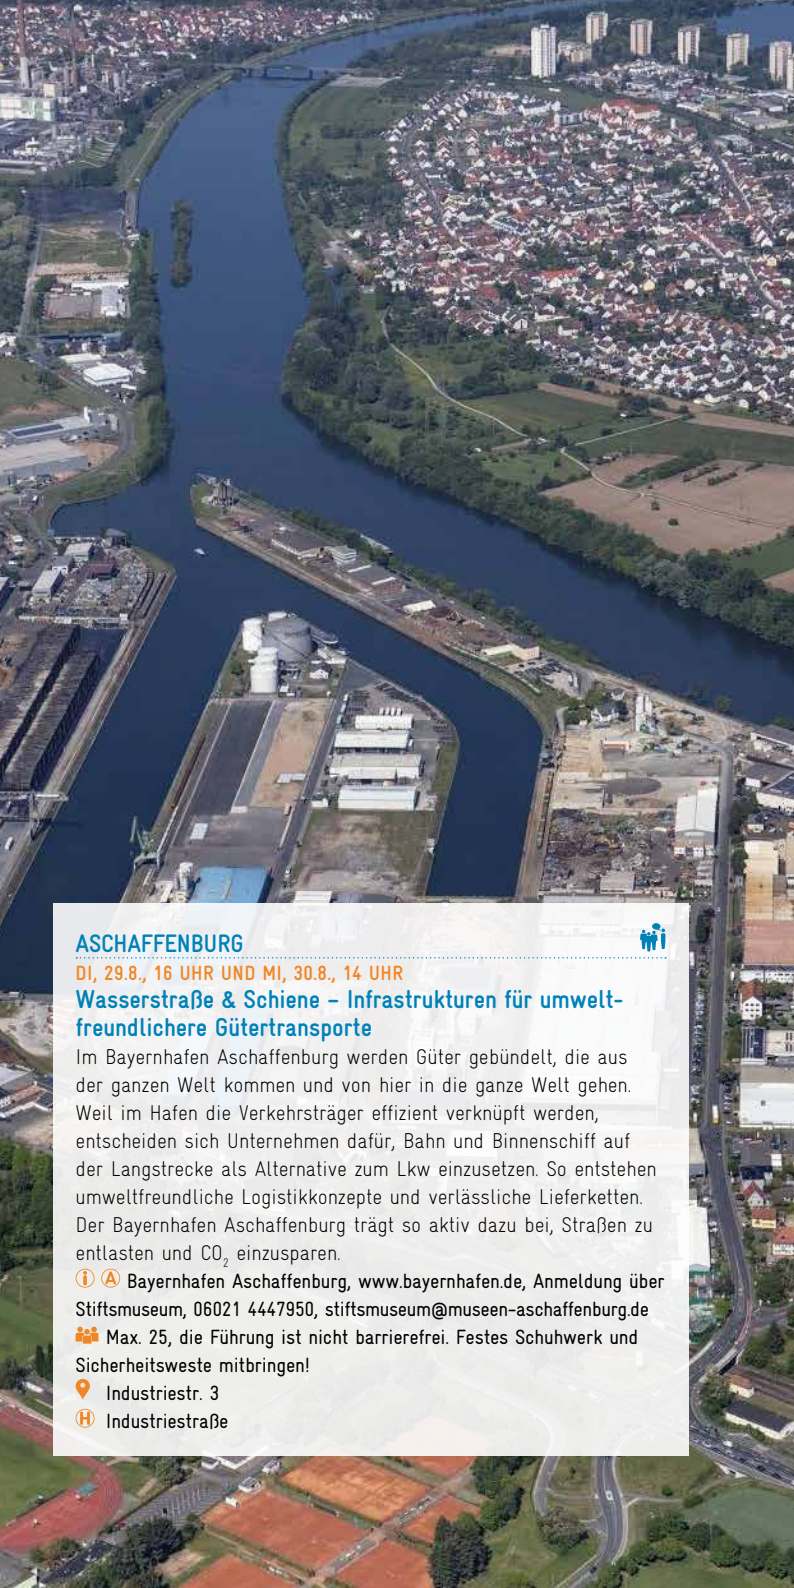 ASCHAFFENBURG
DI, 29.8., 16 UHR UND MI, 30.8., 14 UHR
Wasserstraße & Schiene – Infrastrukturen für umwelt-
freundlichere Gütertransporte
Im Bayernhafen Aschaffenburg werden Güter gebündelt, die aus
der ganzen Welt kommen und von hier in die ganze Welt gehen.
Weil im Hafen die Verkehrsträger effizient verknüpft werden,
entscheiden sich Unternehmen dafür, Bahn und Binnenschiff auf
der Langstrecke als Alternative zum Lkw einzusetzen. So entstehen
umweltfreundliche Logistikkonzepte und verlässliche Lieferketten.
Der Bayernhafen Aschaffenburg trägt so aktiv dazu bei, Straßen zu
entlasten und CO₂ einzusparen.
i A Bayernhafen Aschaffenburg, www.bayernhafen.de, Anmeldung über
Stiftsmuseum, 06021 4447950, stiftsmuseum@museen-aschaffenburg.de
Max. 25, die Führung ist nicht barrierefrei. Festes Schuhwerk und
Sicherheitsweste mitbringen!
Industriestr. 3
H Industriestraße